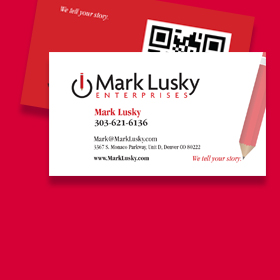 We tell your story.
Mark Lusky
ENTERPRISES
Mark Lusky
303-621-6136
Mark@MarkLusky.com
1367 S. Monaco Parkway, Unit D, Denver CO 80222
www.MarkLusky.com
We tell your story.